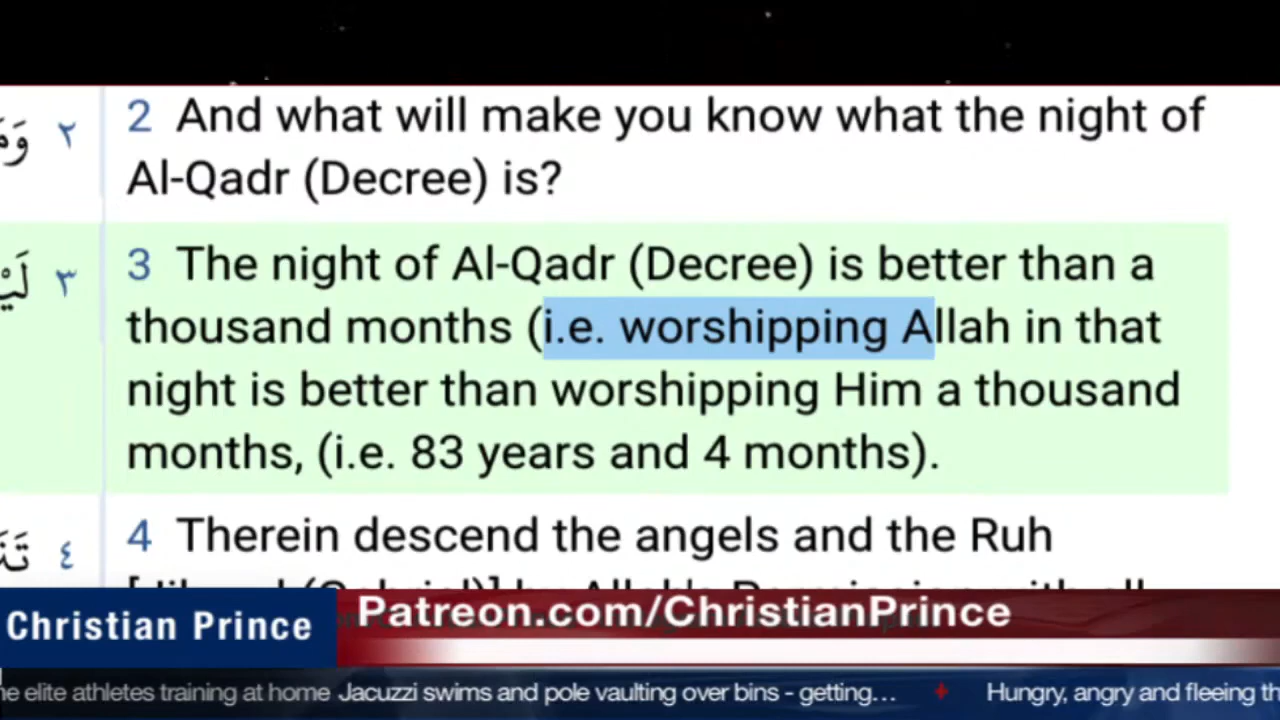 2 And what will make you know what the night of
Al-Qadr (Decree) is?
٢
3 The night of Al-Qadr (Decree) is better than a
thousand months (i.e. worshipping Allah in that
night is better than worshipping Him a thousand
months, (i.e. 83 years and 4 months).
٣
4 Therein descend the angels and the Ruh
٤
Christian Prince
Patreon.com/ChristianPrince
elite athletes training at home Jacuzzi swims and pole vaulting over bins - getting...
Hungry, angry and fleeing